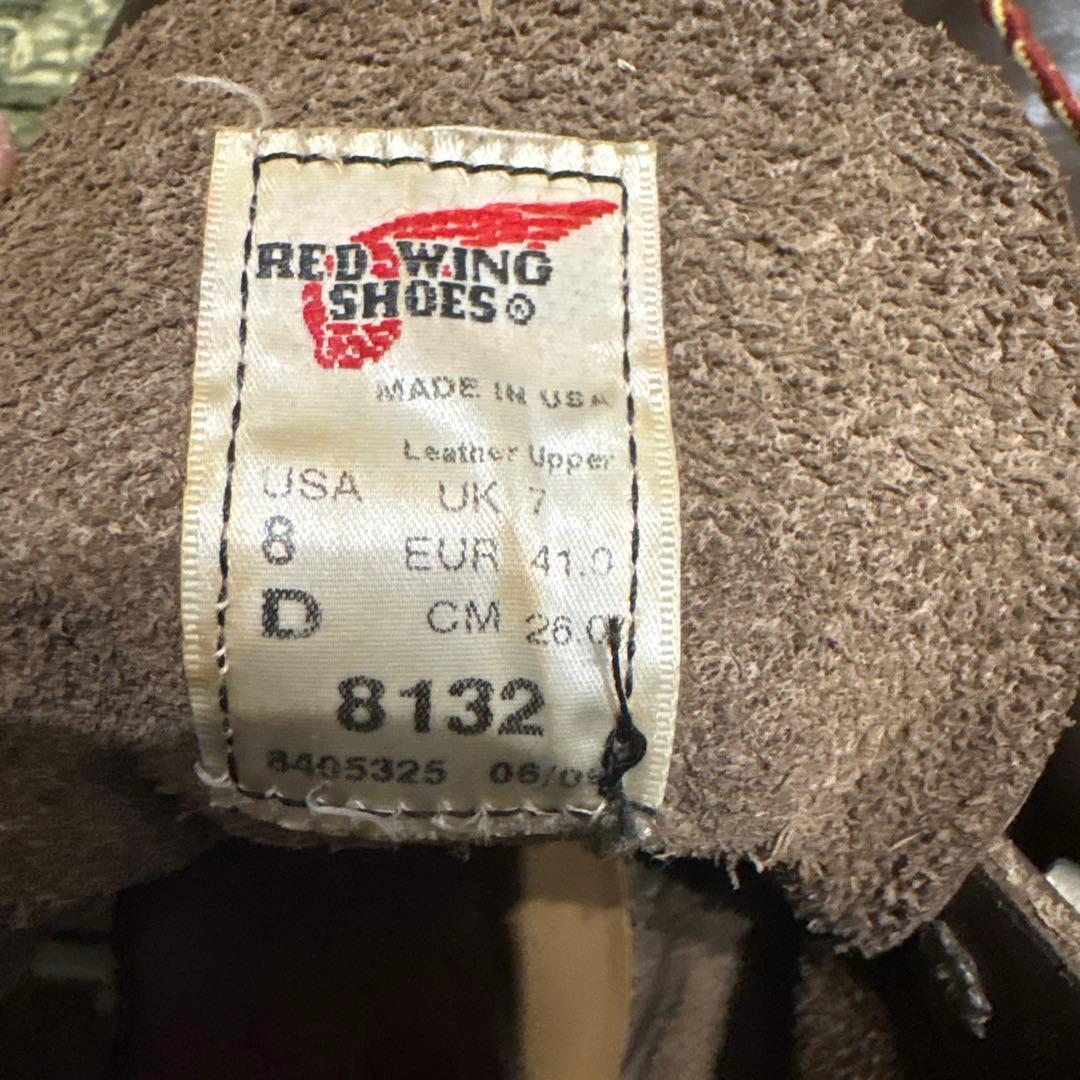 RED WING
SHOES®
MADE IN USA
Leather Upper
USA UK 7
8 EUR 41.0
D CM 26.0
8132
8405325